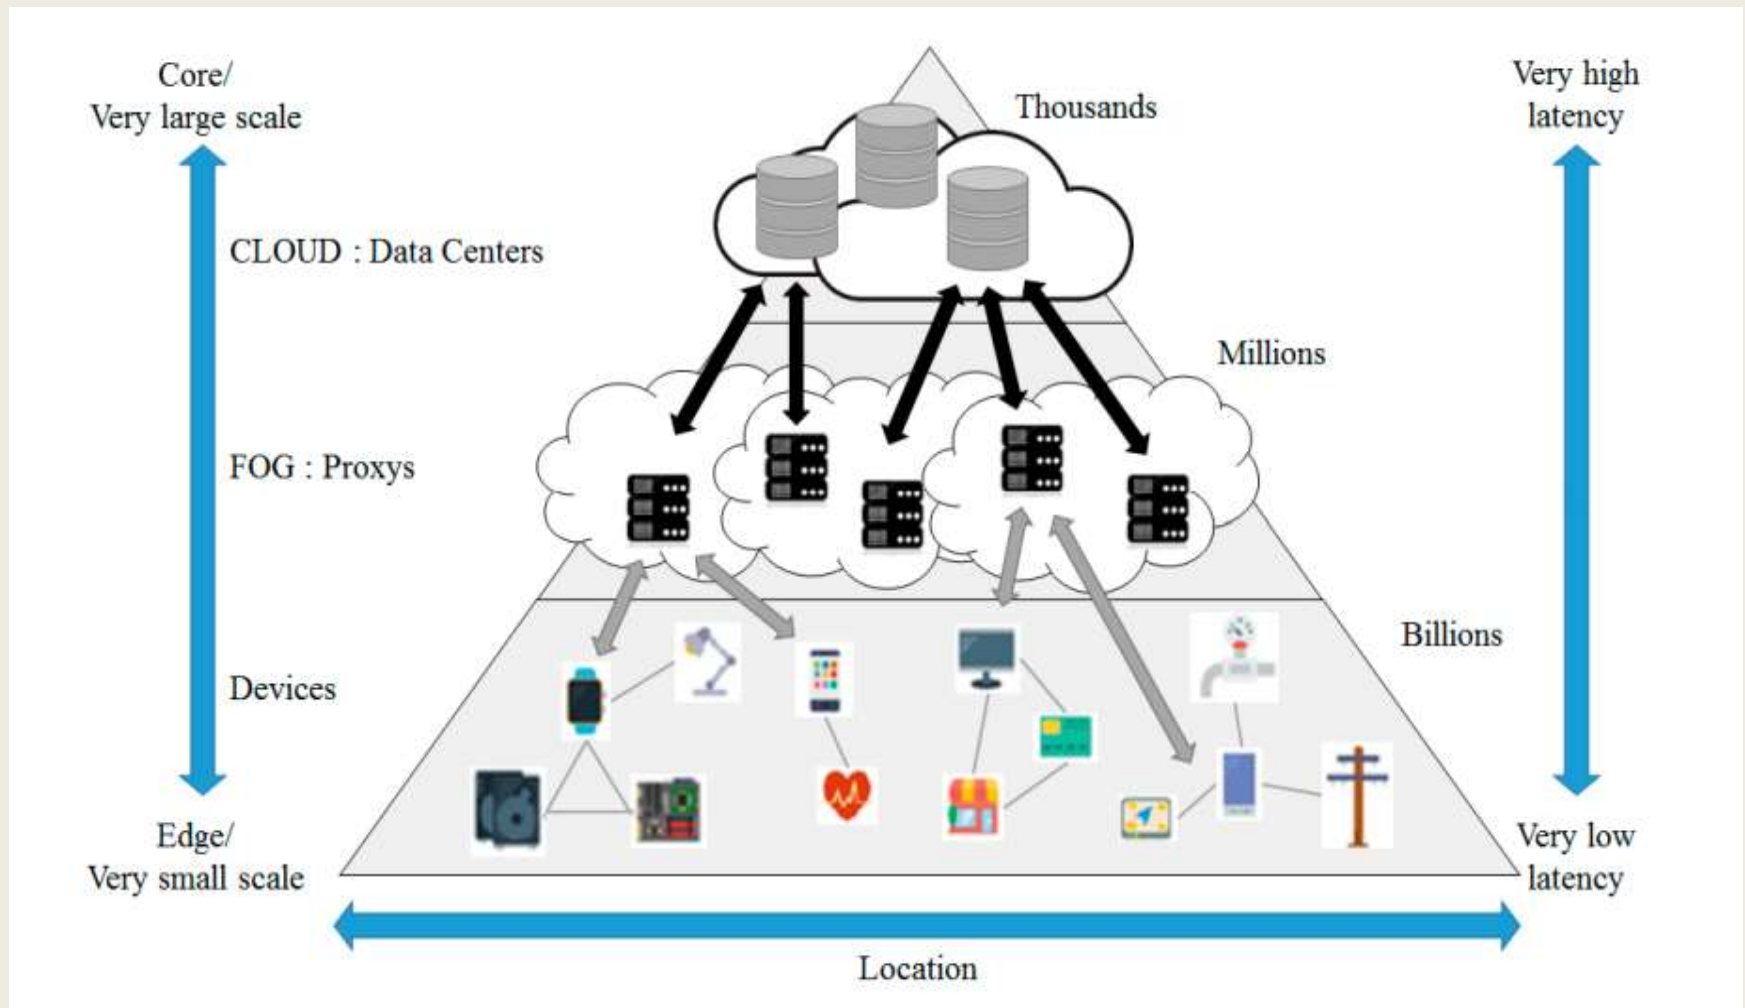 Core/
Very large scale
Very high
latency
Thousands
CLOUD : Data Centers
Millions
FOG : Proxys
Billions
Devices
Edge/
Very small scale
Very low
latency
Location